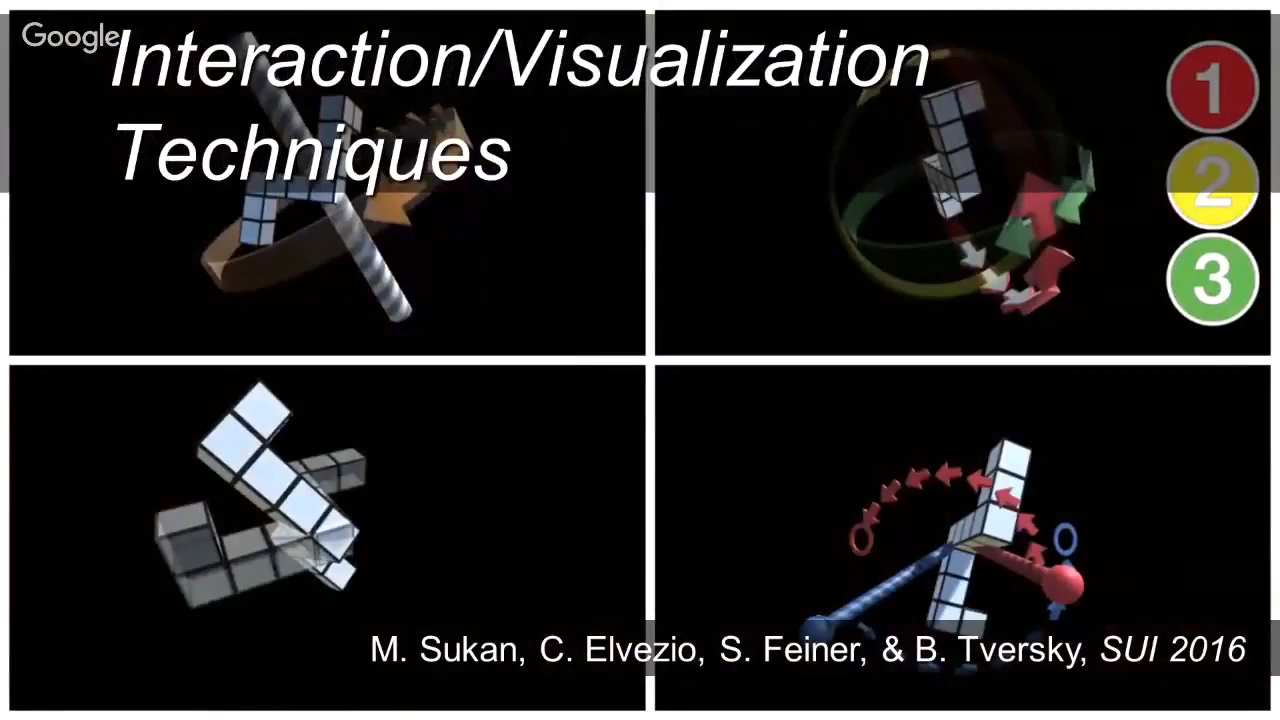 Google
Interaction/Visualization
Techniques
1
2
3
M. Sukan, C. Elvezio, S. Feiner, & B. Tversky, SUI 2016